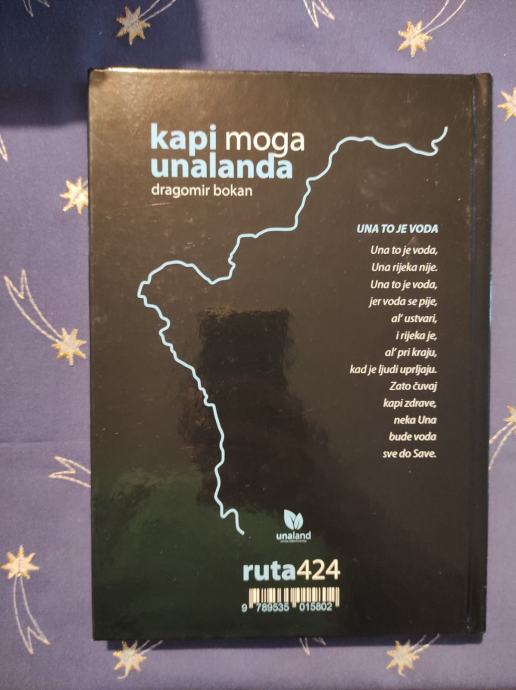 kapi moga
unalanda
dragomir bokan
UNA TO JE VODA
Una to je voda,
Una rijeka nije.
Una to je voda,
jer voda se pije,
al' ustvari,
i rijeka je,
al' pri kraju,
kad je ljudi uprljaju.
Zato čuvaj
kapi zdrave,
neka Una
bude voda
sve do Save.
unaland
ruta424
9 789535 015802